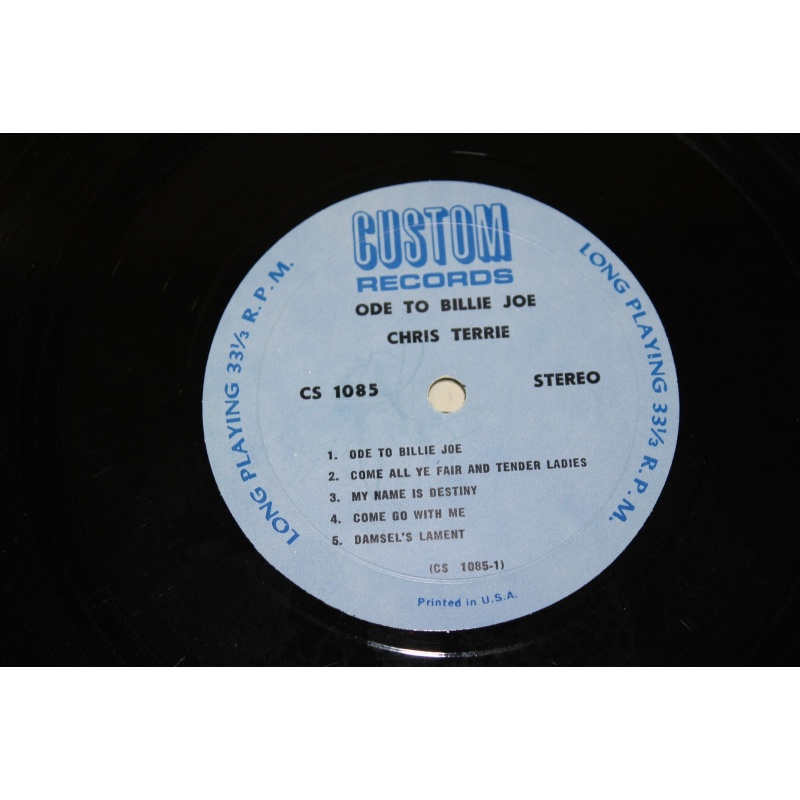 CUSTOM
RECORDS
ODE TO BILLIE JOE
CHRIS TERRIE
CS 1085
STEREO
LONG PLAYING 33⅓ R.P.M.
LONG PLAYING 33⅓ R.P.M.
1. ODE TO BILLIE JOE
2. COME ALL YE FAIR AND TENDER LADIES
3. MY NAME IS DESTINY
4. COME GO WITH ME
5. DAMSEL'S LAMENT
(CS 1085-1)
Printed in U.S.A.